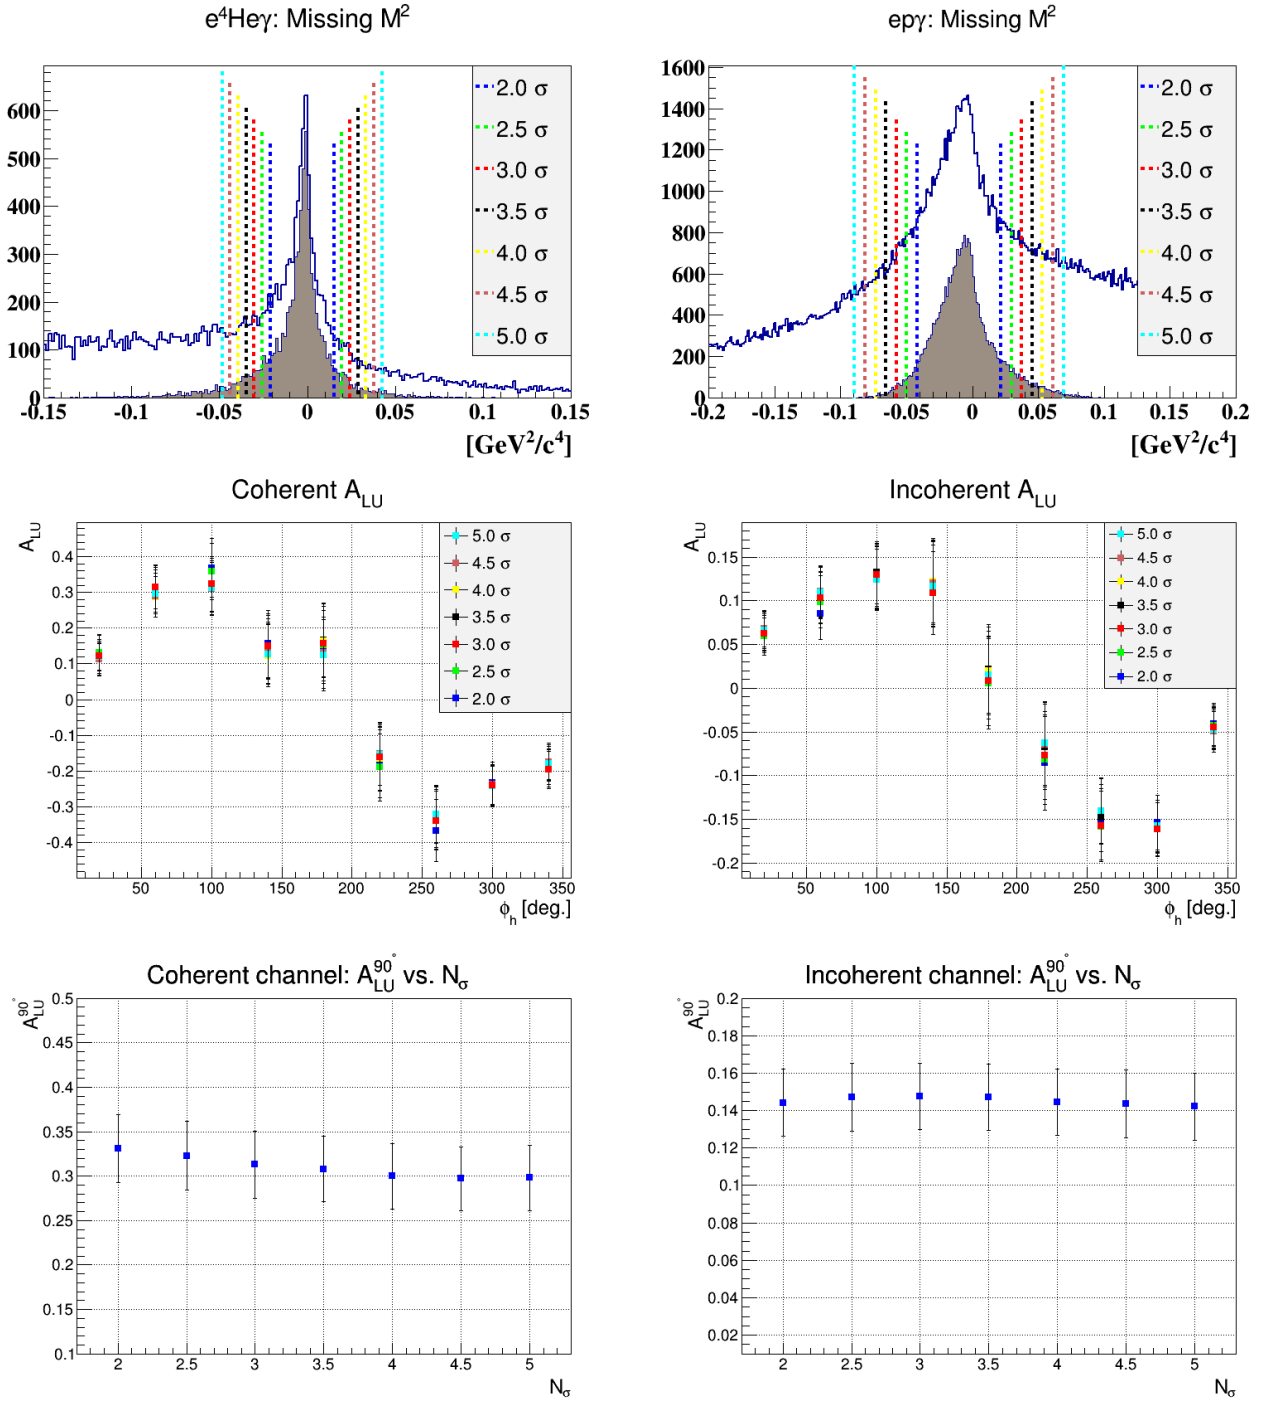 e⁴Heγ: Missing M²
600
500
400
300
200
100
0
-0.15 -0.1 -0.05 0 0.05 0.1 0.15
[GeV²/c⁴]
2.0 σ
2.5 σ
3.0 σ
3.5 σ
4.0 σ
4.5 σ
5.0 σ
epγ: Missing M²
1600
1400
1200
1000
800
600
400
200
0
-0.2 -0.15 -0.1 -0.05 0 0.05 0.1 0.15 0.2
[GeV²/c⁴]
2.0 σ
2.5 σ
3.0 σ
3.5 σ
4.0 σ
4.5 σ
5.0 σ
Coherent A_LU
A_LU
0.4
0.3
0.2
0.1
0
-0.1
-0.2
-0.3
-0.4
50 100 150 200 250 300 350
ϕ_h [deg.]
5.0 σ
4.5 σ
4.0 σ
3.5 σ
3.0 σ
2.5 σ
2.0 σ
Incoherent A_LU
A_LU
0.15
0.1
0.05
0
-0.05
-0.1
-0.15
-0.2
50 100 150 200 250 300 350
ϕ_h [deg.]
5.0 σ
4.5 σ
4.0 σ
3.5 σ
3.0 σ
2.5 σ
2.0 σ
Coherent channel: A_LU^90° vs. N_σ
A_LU^90°
0.5
0.45
0.4
0.35
0.3
0.25
0.2
0.15
0.1
2 2.5 3 3.5 4 4.5 5
N_σ
Incoherent channel: A_LU^90° vs. N_σ
A_LU^90°
0.2
0.18
0.16
0.14
0.12
0.1
0.08
0.06
0.04
0.02
2 2.5 3 3.5 4 4.5 5
N_σ